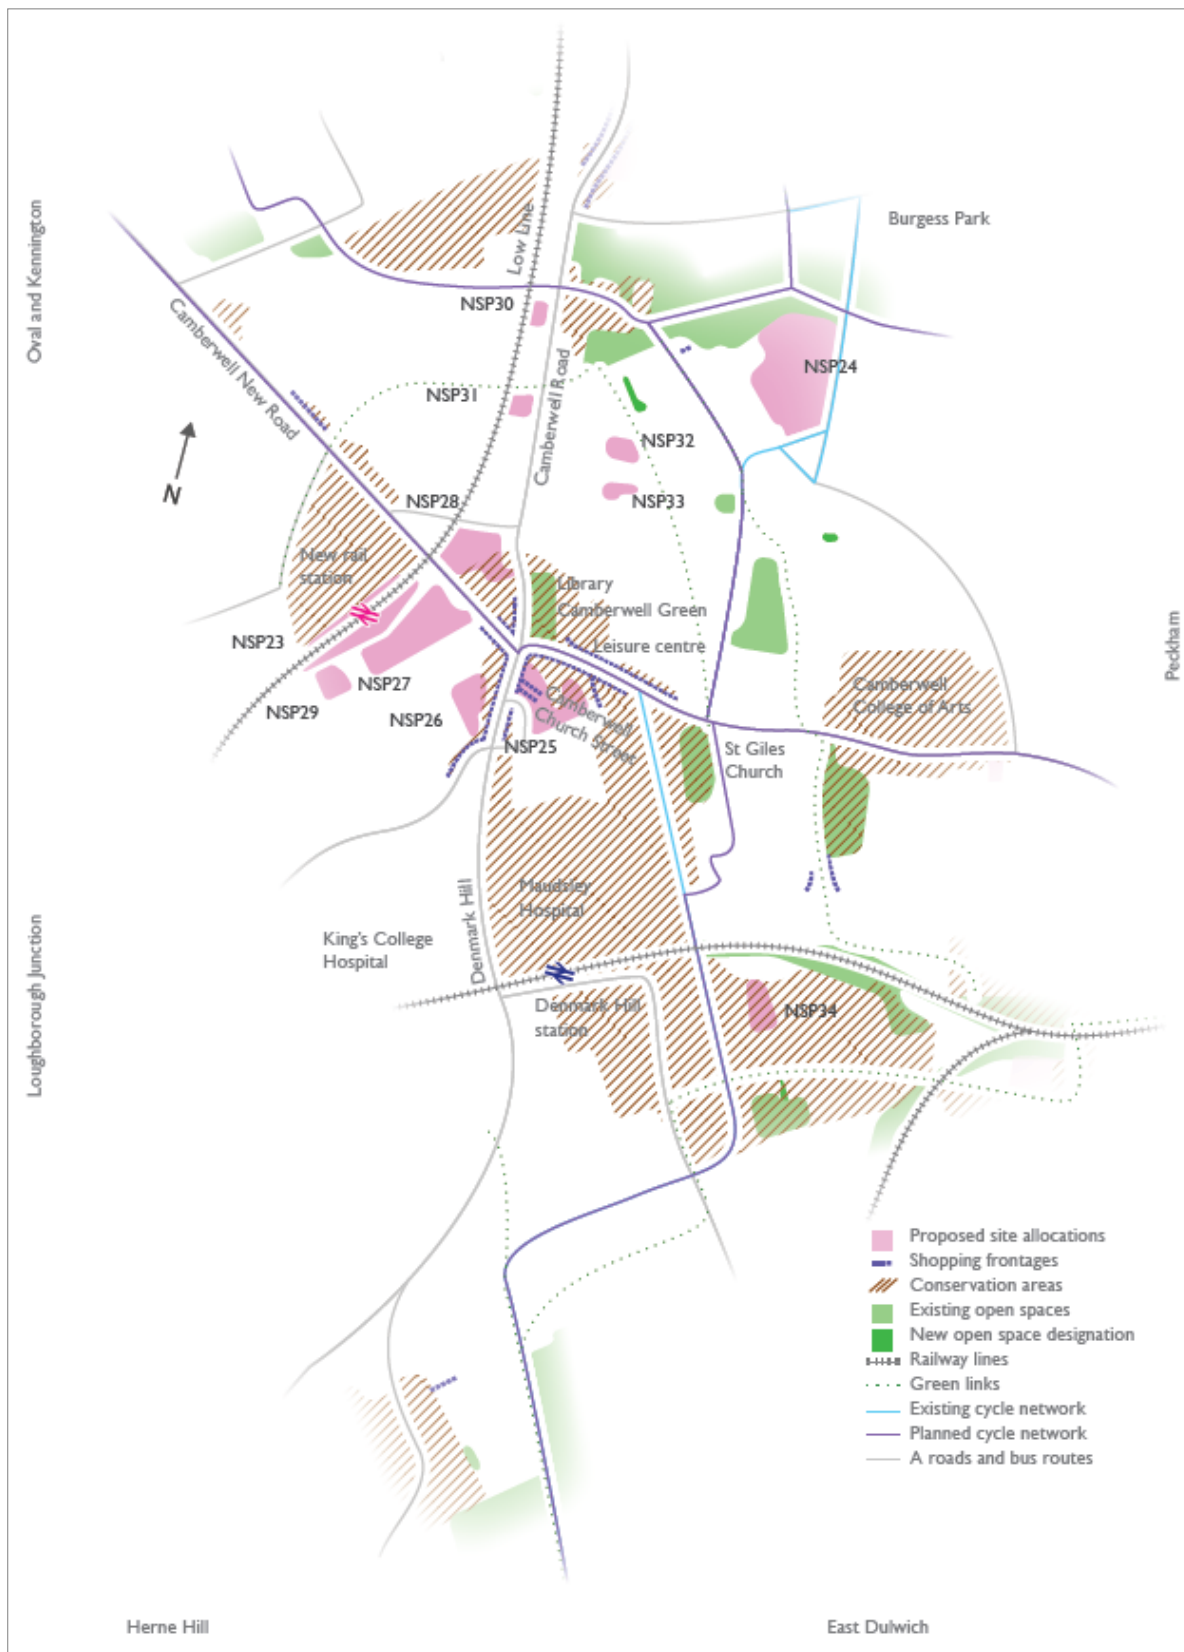 Burgess Park
Oval and Kennington
Low Line
NSP30
Camberwell New Road
NSP24
Camberwell Road
NSP31
NSP32
N
NSP28
NSP33
New rail
station
Library
Camberwell Green
Leisure centre
NSP23
Peckham
NSP27
Camberwell
College of Arts
NSP29
NSP26
Camberwell
Church Street
NSP25
St Giles
Church
Maudsley
Hospital
Denmark Hill
King's College
Hospital
Loughborough Junction
Denmark Hill
station
NSP34
Proposed site allocations
Shopping frontages
Conservation areas
Existing open spaces
New open space designation
Railway lines
Green links
Existing cycle network
Planned cycle network
A roads and bus routes
Herne Hill
East Dulwich